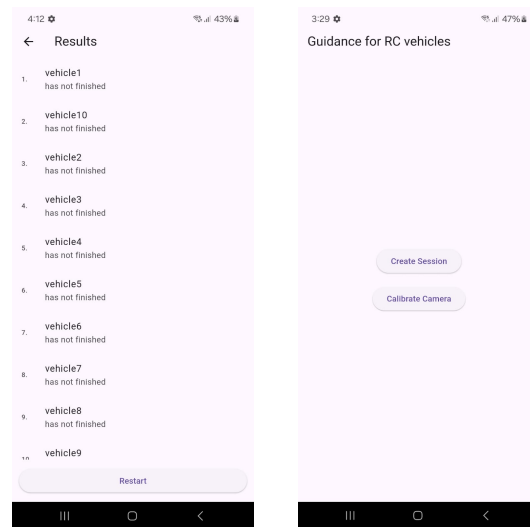 4:12 43%
Results
1. vehicle1
has not finished
2. vehicle10
has not finished
3. vehicle2
has not finished
4. vehicle3
has not finished
5. vehicle4
has not finished
6. vehicle5
has not finished
7. vehicle6
has not finished
8. vehicle7
has not finished
9. vehicle8
has not finished
10. vehicle9
Restart
3:29 47%
Guidance for RC vehicles
Create Session
Calibrate Camera